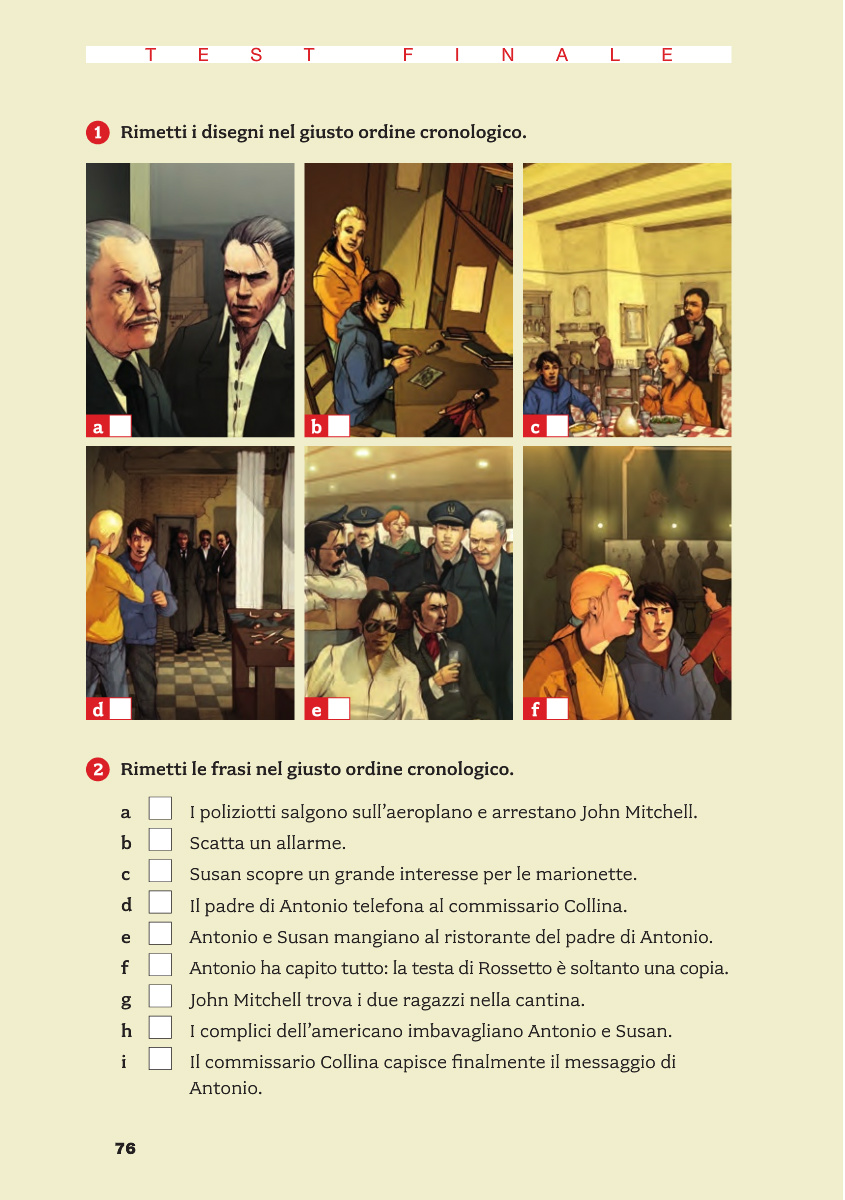 TEST FINALE
1 Rimetti i disegni nel giusto ordine cronologico.
a
b
c
d
e
f
2 Rimetti le frasi nel giusto ordine cronologico.
a I poliziotti salgono sull’aeroplano e arrestano John Mitchell.
b Scatta un allarme.
c Susan scopre un grande interesse per le marionette.
d Il padre di Antonio telefona al commissario Collina.
e Antonio e Susan mangiano al ristorante del padre di Antonio.
f Antonio ha capito tutto: la testa di Rossetto è soltanto una copia.
g John Mitchell trova i due ragazzi nella cantina.
h I complici dell’americano imbavagliano Antonio e Susan.
i Il commissario Collina capisce finalmente il messaggio di
Antonio.
76